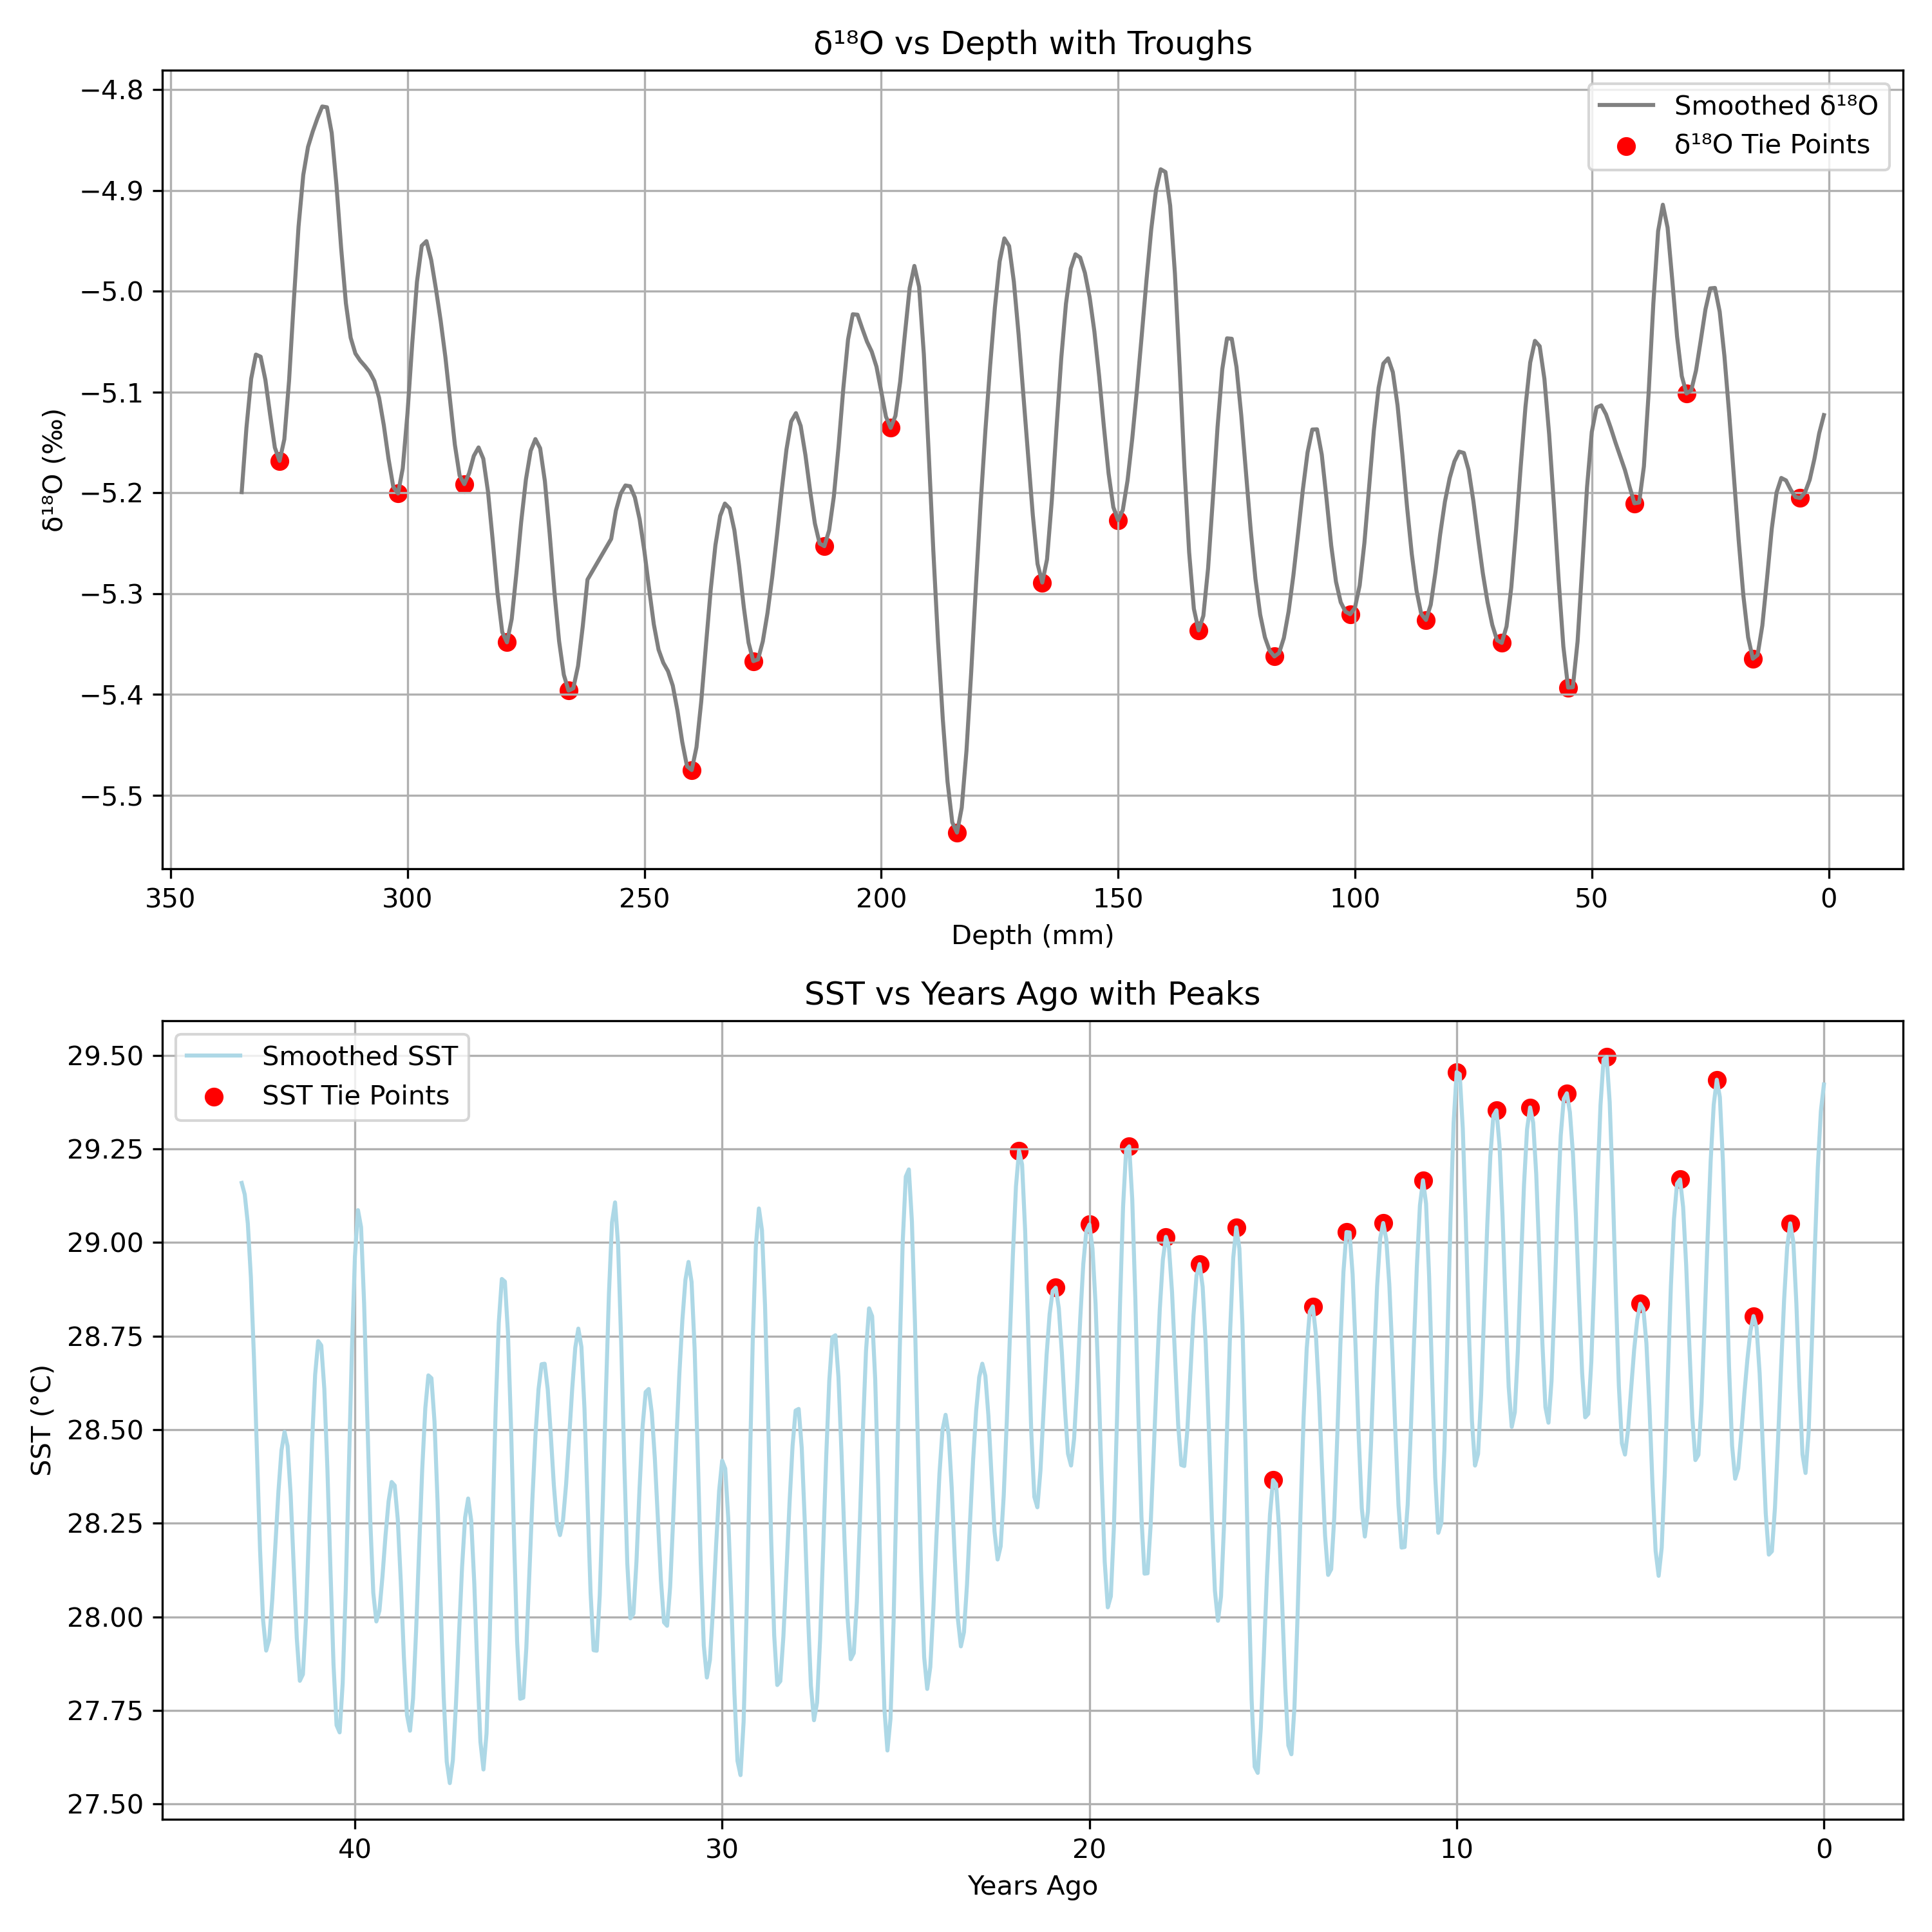 δ¹⁸O vs Depth with Troughs
−4.8
−4.9
−5.0
−5.1
−5.2
−5.3
−5.4
−5.5
δ¹⁸O (‰)
Smoothed δ¹⁸O
δ¹⁸O Tie Points
350 300 250 200 150 100 50 0
Depth (mm)
SST vs Years Ago with Peaks
29.50
29.25
29.00
28.75
28.50
28.25
28.00
27.75
27.50
SST (°C)
Smoothed SST
SST Tie Points
40 30 20 10 0
Years Ago